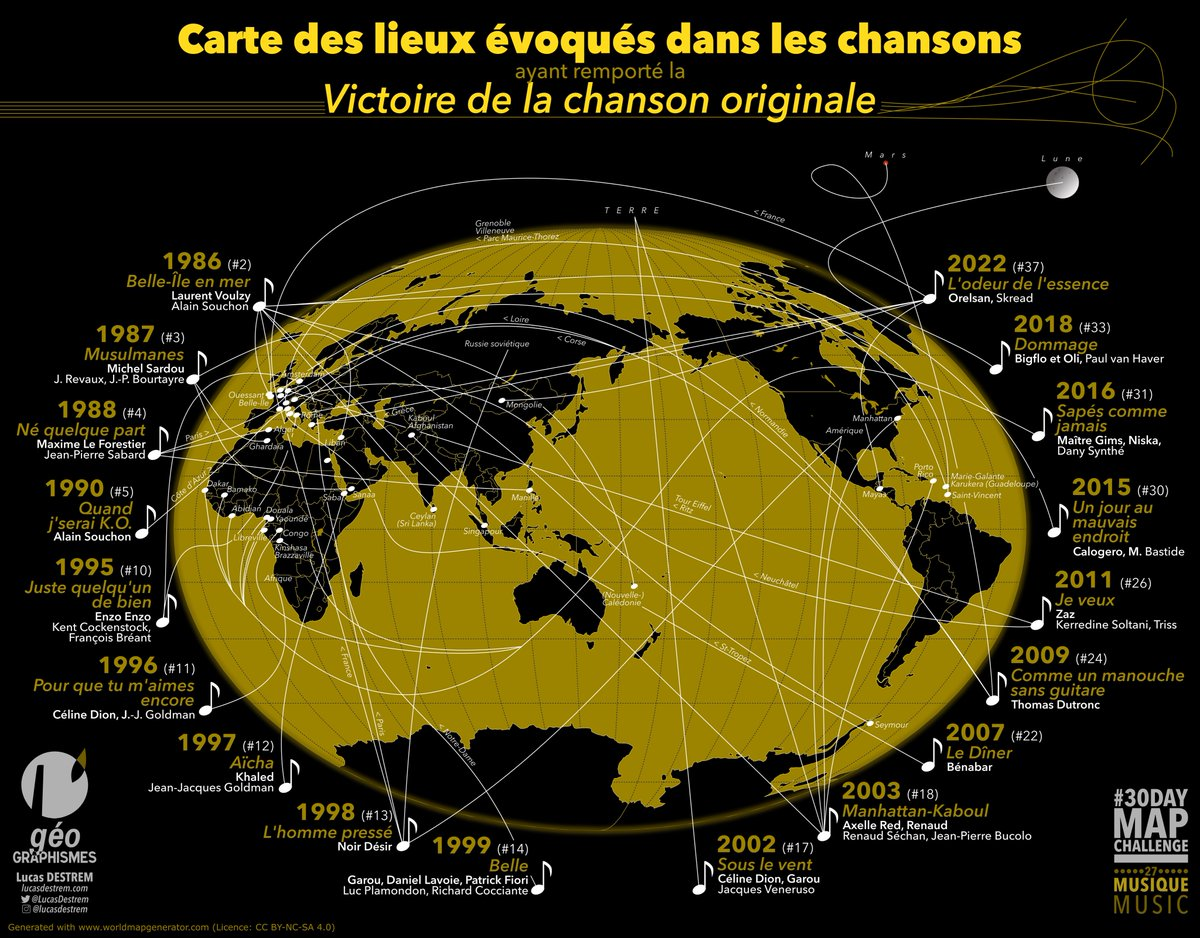 Carte des lieux évoqués dans les chansons
ayant remporté la
Victoire de la chanson originale
Mars
Lune
TERRE
< France
Grenoble
Villeneuve
< Parc Maurice-Thorez
1986 (#2)
Belle-Île en mer
Laurent Voulzy
Alain Souchon
1987 (#3)
Musulmanes
Michel Sardou
J. Revaux, J.-P. Bourtayre
1988 (#4)
Né quelque part
Maxime Le Forestier
Jean-Pierre Sabard
1990 (#5)
Quand
j'serai K.O.
Alain Souchon
1995 (#10)
Juste quelqu'un
de bien
Enzo Enzo
Kent Cockenstock,
François Bréant
1996 (#11)
Pour que tu m'aimes
encore
Céline Dion, J.-J. Goldman
1997 (#12)
Aïcha
Khaled
Jean-Jacques Goldman
1998 (#13)
L'homme pressé
Noir Désir
1999 (#14)
Belle
Garou, Daniel Lavoie, Patrick Fiori
Luc Plamondon, Richard Cocciante
2002 (#17)
Sous le vent
Céline Dion, Garou
Jacques Veneruso
2003 (#18)
Manhattan-Kaboul
Axelle Red, Renaud
Renaud Séchan, Jean-Pierre Bucolo
2007 (#22)
Le Dîner
Bénabar
2009 (#24)
Comme un manouche
sans guitare
Thomas Dutronc
2011 (#26)
Je veux
Zaz
Kerredine Soltani, Triss
2015 (#30)
Un jour au
mauvais
endroit
Calogero, M. Bastide
2016 (#31)
Sapés comme
jamais
Maître Gims, Niska,
Dany Synthé
2018 (#33)
Dommage
Bigflo et Oli, Paul van Haver
2022 (#37)
L'odeur de l'essence
Orelsan, Skread
< Loire
< Corse
Russie soviétique
Amsterdam
Ouessant
Belle-Île
Rome
< Grèce
Mongolie
Kaboul
Afghanistan
Paris >
Alger
Liban
Ghardaïa
Côte d'Azur >
Dakar
Bamako
Saba
Sanaa
Abidjan
Douala
Yaoundé
Libreville
Congo
Kinshasa
Brazzaville
Afrique
Ceylan
(Sri Lanka)
Manille
Singapour
< Normandie
Manhattan
Amérique
Porto
Rico
Marie-Galante
Karukera (Guadeloupe)
Saint-Vincent
Mayas
Tour Eiffel
< Ritz
< Neuchâtel
(Nouvelle-)
Calédonie
< St Tropez
< France
< Paris
< Notre-Dame
Seymour
géo
GRAPHISMES
Lucas DESTREM
lucasdestrem.com
@LucasDestrem
@lucasdestrem
#30DAY
MAP
CHALLENGE
27
MUSIQUE
MUSIC
Generated with www.worldmapgenerator.com (Licence: CC BY-NC-SA 4.0)